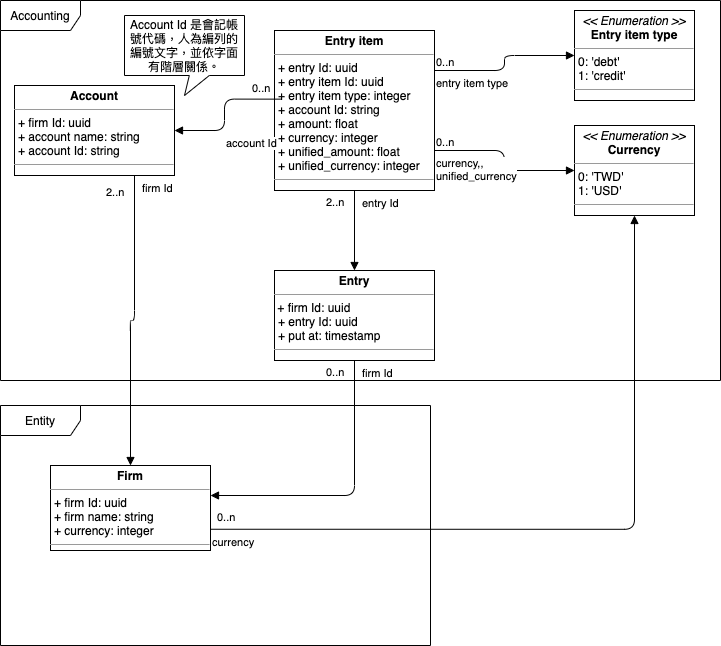 Accounting
Account Id 是會記帳
號代碼，人為編列的
編號文字，並依字面
有階層關係。
Entry item
+ entry Id: uuid
+ entry item Id: uuid
+ entry item type: integer
+ account Id: string
+ amount: float
+ currency: integer
+ unified_amount: float
+ unified_currency: integer
<< Enumeration >>
Entry item type
0: 'debt'
1: 'credit'
0..n
entry item type
0..n
account Id
Account
+ firm Id: uuid
+ account name: string
+ account Id: string
0..n
currency,,
unified_currency
<< Enumeration >>
Currency
0: 'TWD'
1: 'USD'
2..n
firm Id
2..n
entry Id
Entry
+ firm Id: uuid
+ entry Id: uuid
+ put at: timestamp
0..n
firm Id
Entity
Firm
+ firm Id: uuid
+ firm name: string
+ currency: integer
0..n
currency